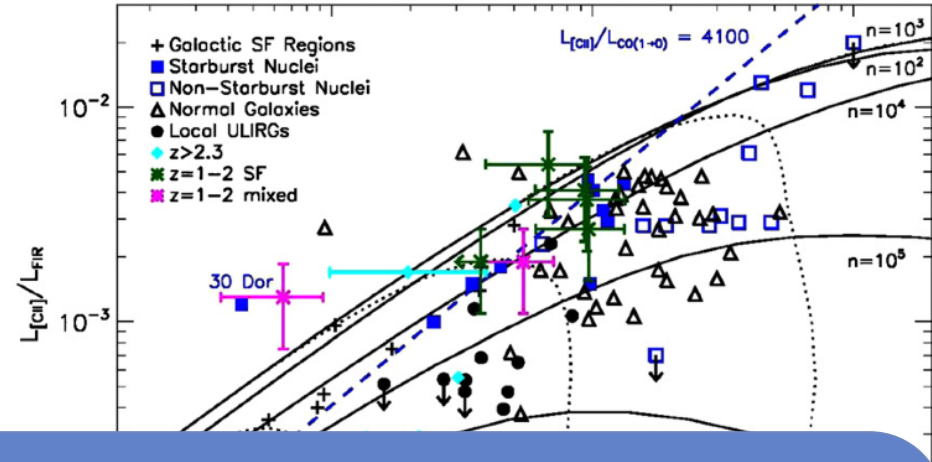 L[CII]/LCO(1→0) = 4100
n=10³
n=10²
n=10⁴
n=10⁵
+ Galactic SF Regions
Starburst Nuclei
Non-Starburst Nuclei
Normal Galaxies
Local ULIRGs
z>2.3
z=1-2 SF
z=1-2 mixed
10⁻²
30 Dor
10⁻³
L[CII]/LFIR